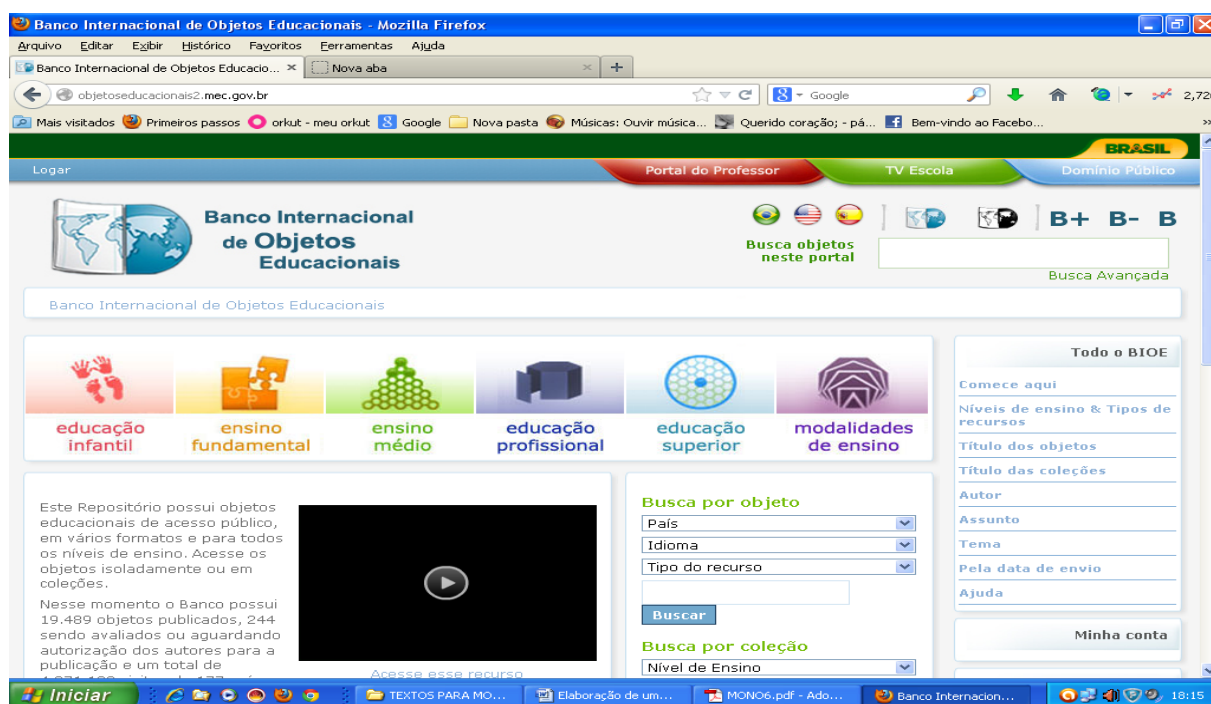 Banco Internacional de Objetos Educacionais - Mozilla Firefox
Arquivo Editar Exibir Histórico Favoritos Ferramentas Ajuda
Banco Internacional de Objetos Educacio... × Nova aba × +
objetoseducacionais2.mec.gov.br Google
Mais visitados Primeiros passos orkut - meu orkut Google Nova pasta Músicas: Ouvir música... Querido coração; - pá... Bem-vindo ao Facebo... »
BRASIL
Logar Portal do Professor TV Escola Domínio Público
Banco Internacional
de Objetos
Educacionais
Busca objetos
neste portal
B+ B- B
Busca Avançada
Banco Internacional de Objetos Educacionais
educação
infantil
ensino
fundamental
ensino
médio
educação
profissional
educação
superior
modalidades
de ensino
Este Repositório possui objetos
educacionais de acesso público,
em vários formatos e para todos
os níveis de ensino. Acesse os
objetos isoladamente ou em
coleções.
Nesse momento o Banco possui
19.489 objetos publicados, 244
sendo avaliados ou aguardando
autorização dos autores para a
publicação e um total de
Acesse esse recurso
Busca por objeto
País
Idioma
Tipo do recurso
Buscar
Busca por coleção
Nível de Ensino
Todo o BIOE
Comece aqui
Níveis de ensino & Tipos de
recursos
Título dos objetos
Título das coleções
Autor
Assunto
Tema
Pela data de envio
Ajuda
Minha conta
Iniciar TEXTOS PARA MO... Elaboração de um... MONO6.pdf - Ado... Banco Internacion... 18:15